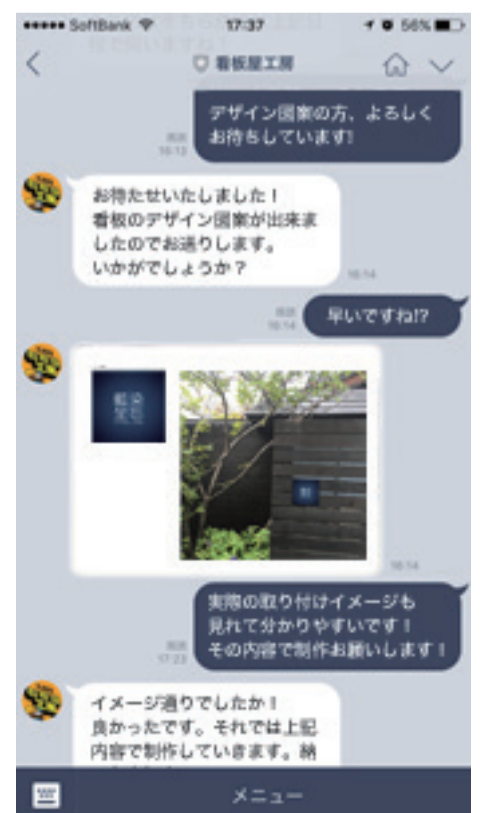 SoftBank 17:37 56%
看板屋工房
デザイン図案の方、よろしく
お待ちしています!
既読
16:13
お待たせいたしました！
看板のデザイン図案が出来ま
したのでお送りします。
いかがでしょうか？
16:14
既読
16:14
早いですね!?
藍染
16:14
実際の取り付けイメージも
見れて分かりやすいです！
その内容で制作お願いします！
既読
17:23
イメージ通りでしたか！
良かったです。それでは上記
内容で制作していきます。納
メニュー